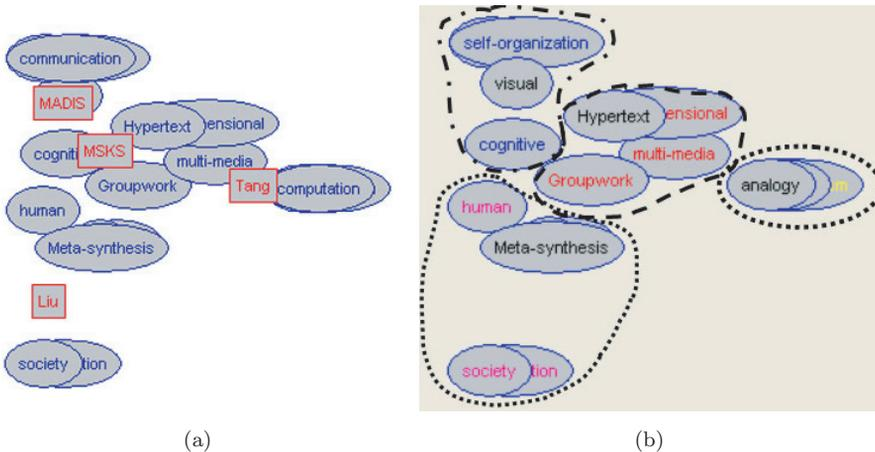 communication
MADIS
Hypertext
ensional
cogniti
MSKS
multi-media
Groupwork
Tang
computation
human
Meta-synthesis
Liu
society
tion
(a)
self-organization
visual
Hypertext
ensional
cognitive
multi-media
Groupwork
analogy
m
human
Meta-synthesis
society
tion
(b)